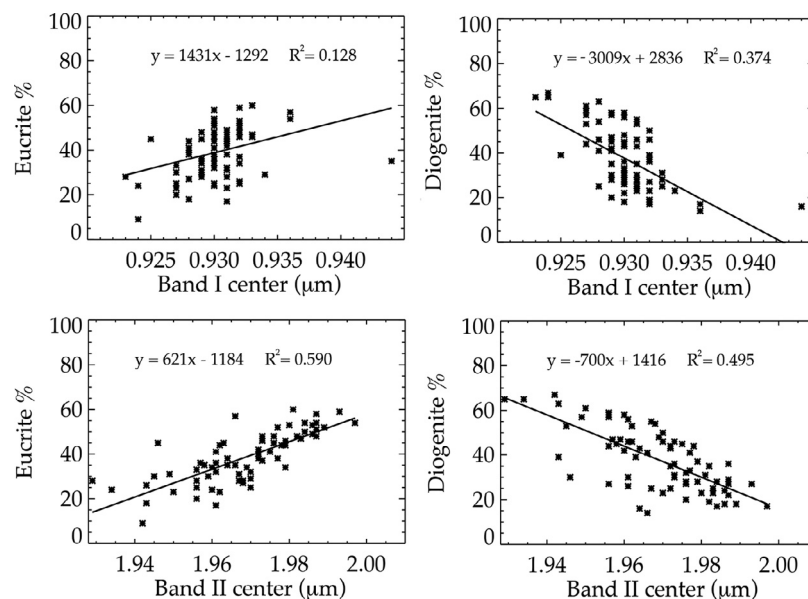 y = 1431x - 1292 R²= 0.128
Eucrite %
100
80
60
40
20
0
0.925 0.930 0.935 0.940
Band I center (μm)
y = -3009x + 2836 R²= 0.374
Diogenite %
100
80
60
40
20
0
0.925 0.930 0.935 0.940
Band I center (μm)
y = 621x - 1184 R²= 0.590
Eucrite %
100
80
60
40
20
0
1.94 1.96 1.98 2.00
Band II center (μm)
y = -700x + 1416 R²= 0.495
Diogenite %
100
80
60
40
20
0
1.94 1.96 1.98 2.00
Band II center (μm)